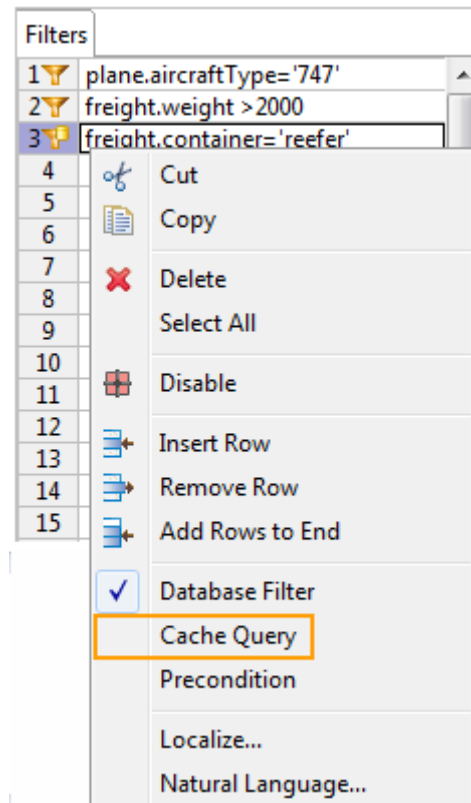 Filters
1 plane.aircraftType='747'
2 freight.weight >2000
3 freight.container='reefer'
4 Cut
5
6 Copy
7 Delete
8
9 Select All
10
11 Disable
12
13 Insert Row
14 Remove Row
15 Add Rows to End
Database Filter
Cache Query
Precondition
Localize...
Natural Language...